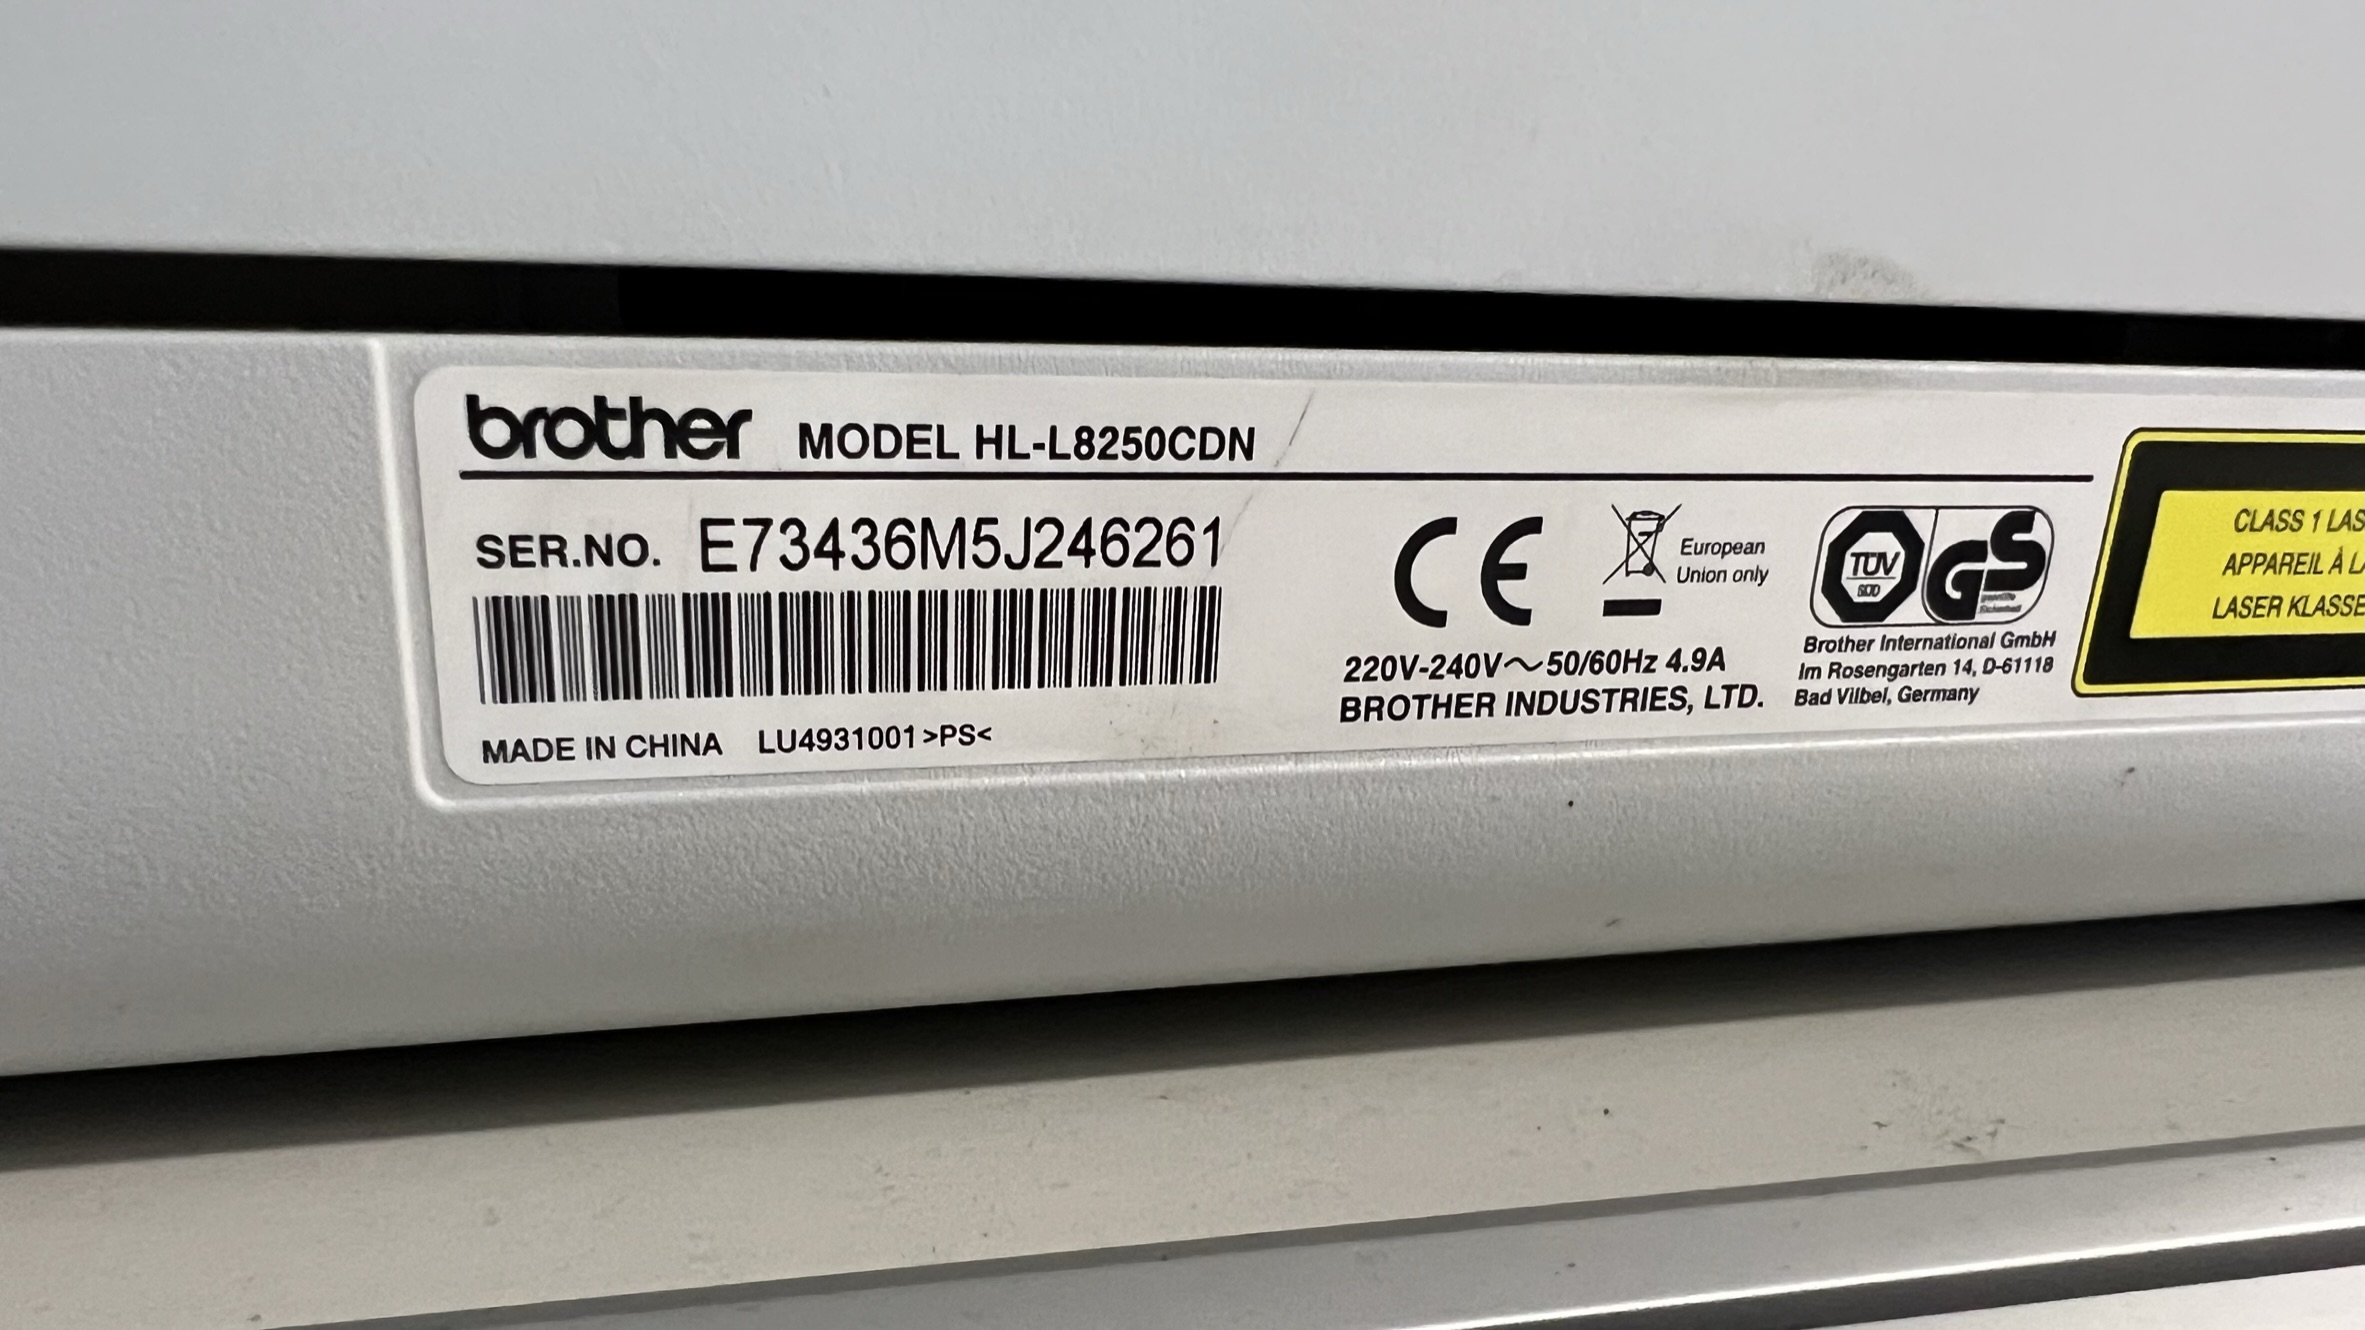 brother MODEL HL-L8250CDN
SER.NO. E73436M5J246261
MADE IN CHINA LU4931001 >PS<
CE
European
Union only
220V-240V~50/60Hz 4.9A
BROTHER INDUSTRIES, LTD.
TÜV
SÜD
GS
Brother International GmbH
Im Rosengarten 14, D-61118
Bad Vilbel, Germany
CLASS 1 LAS
APPAREIL À LA
LASER KLASSE